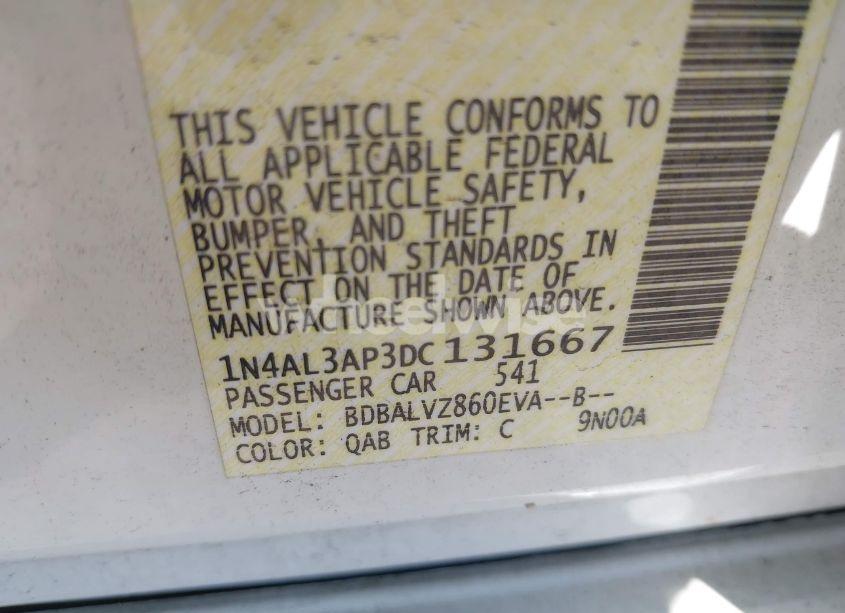 THIS VEHICLE CONFORMS TO
ALL APPLICABLE FEDERAL
MOTOR VEHICLE SAFETY,
BUMPER, AND THEFT
PREVENTION STANDARDS IN
EFFECT ON THE DATE OF
MANUFACTURE SHOWN ABOVE.
wheelwise
1N4AL3AP3DC131667
PASSENGER CAR 541
MODEL: BDBALVZ860EVA--B--
COLOR: QAB TRIM: C 9N00A